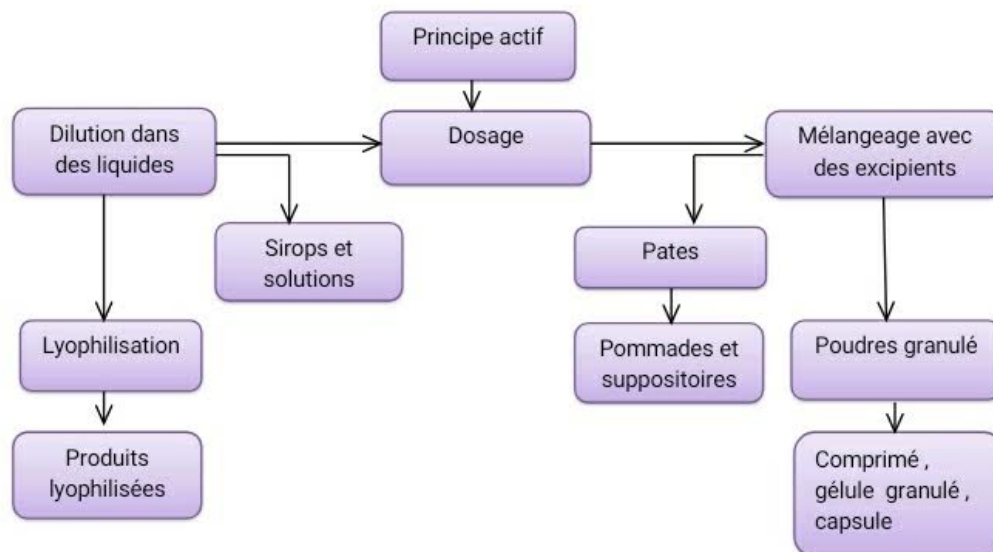 Principe actif
Dilution dans
des liquides
Dosage
Mélangeage avec
des excipients
Sirops et
solutions
Pates
Lyophilisation
Pommades et
suppositoires
Poudres granulé
Produits
lyophilisées
Comprimé ,
gélule granulé ,
capsule